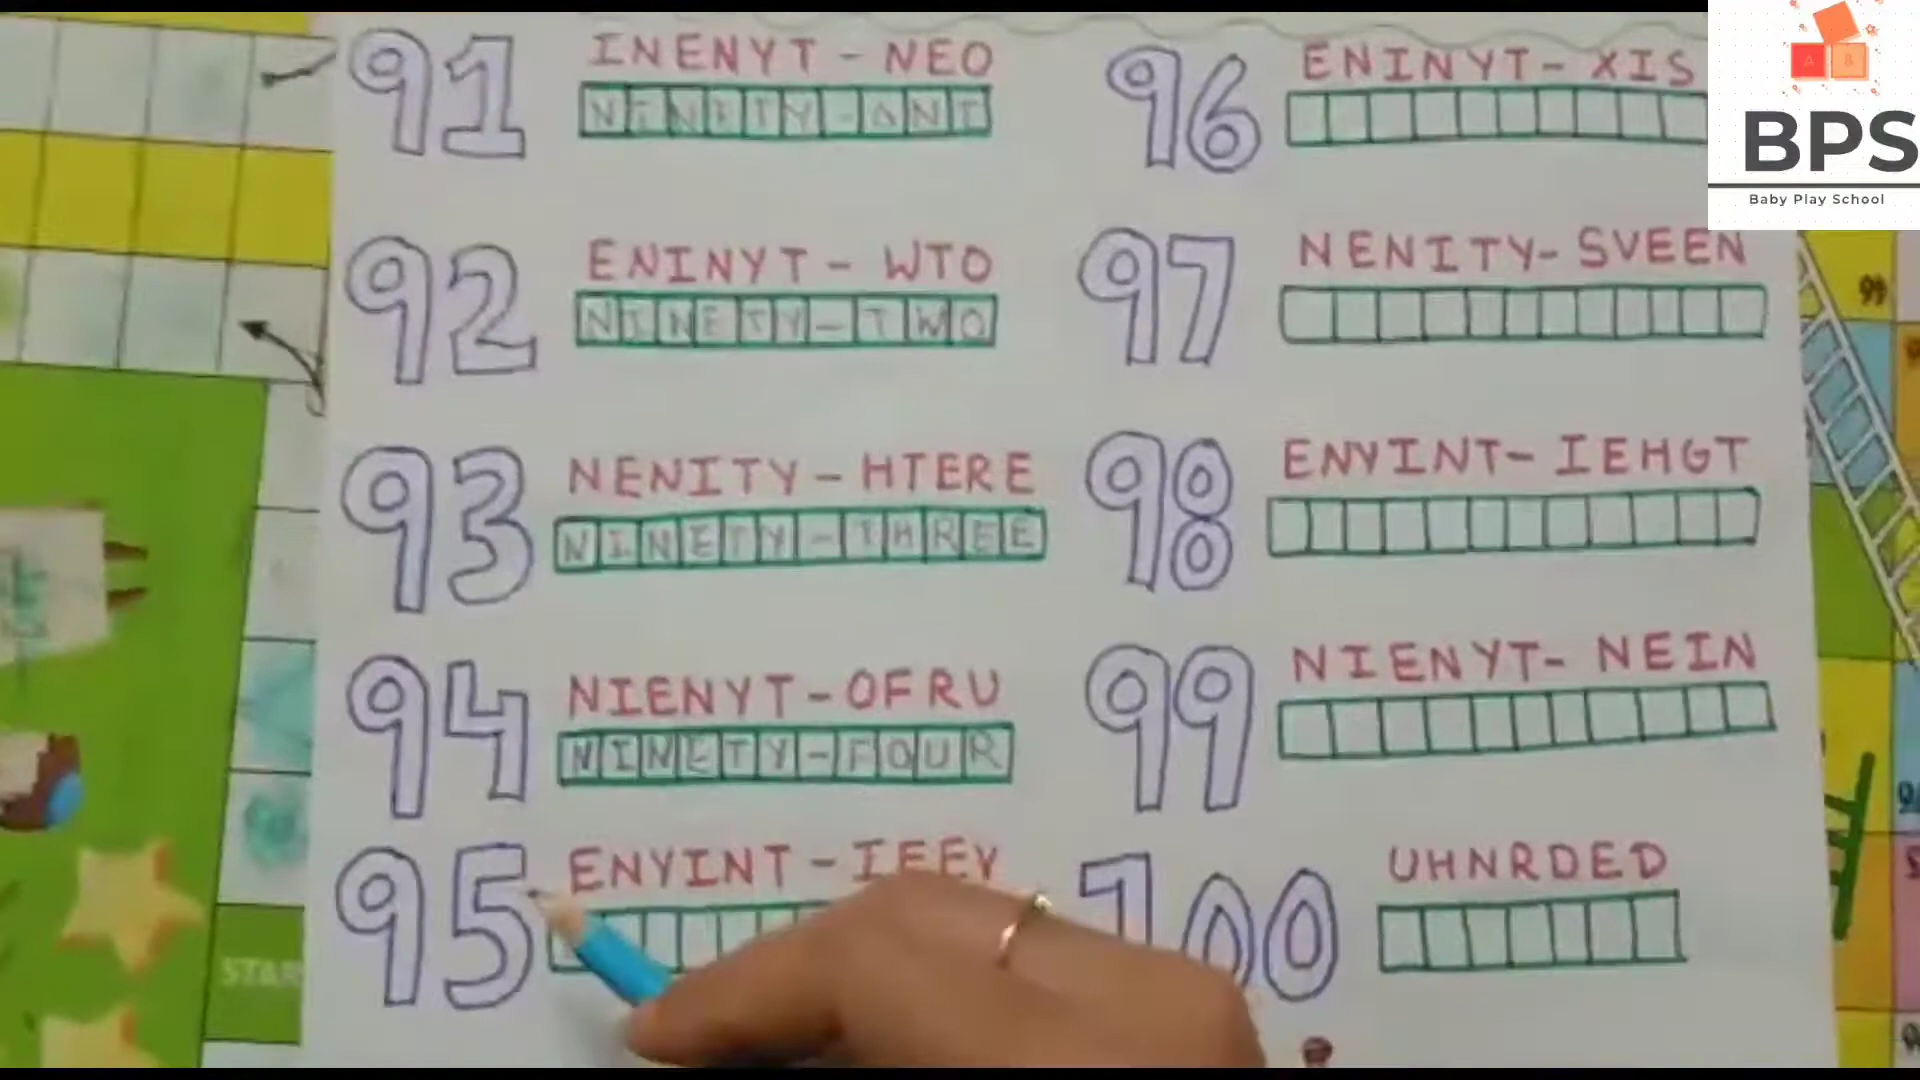 91 INENYT - NEO
NINETY-ONE
92 ENINYT - WTO
NINETY-TWO
93 NENITY - HTERE
NINETY-THREE
94 NIENYT - OFRU
NINETY-FOUR
95 ENYINT -
96 ENINYT - XIS
97 NENITY - SVEEN
98 ENYINT - IEHGT
99 NIENYT - NEIN
100 UHNRDED
BPS
Baby Play School
A B
99
START